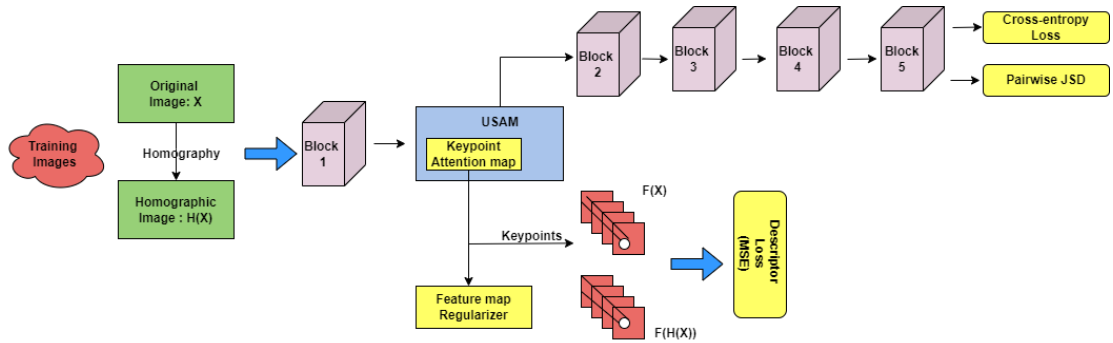 Training
Images
Original
Image: X
Homography
Homographic
Image : H(X)
Block
1
USAM
Keypoint
Attention map
Block
2
Block
3
Block
4
Block
5
Cross-entropy
Loss
Pairwise JSD
Keypoints
F(X)
F(H(X))
Feature map
Regularizer
Descriptor
Loss
(MSE)